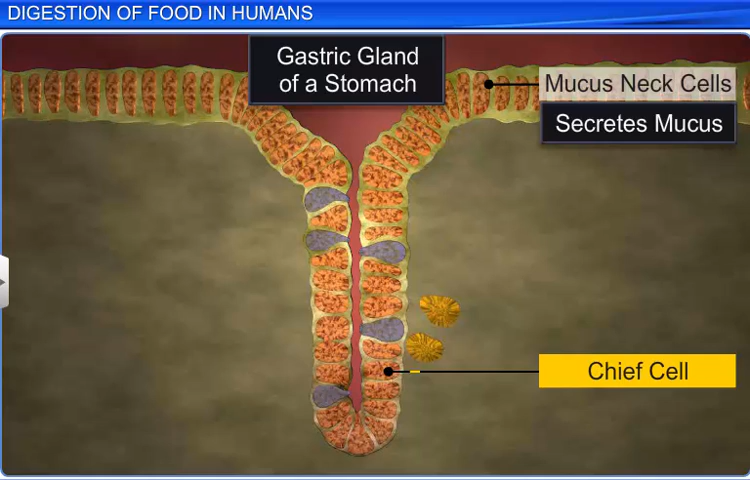 DIGESTION OF FOOD IN HUMANS
Gastric Gland
of a Stomach
Mucus Neck Cells
Secretes Mucus
Chief Cell